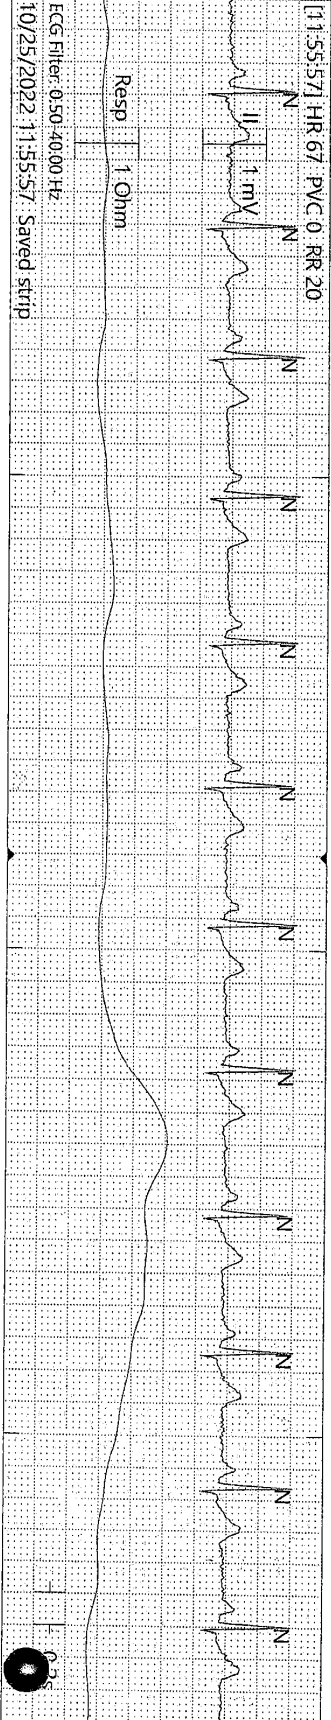 [11:55:57] HR 67 PVC 0 RR 20
N N N N N N N N N N N N
II 1 mV
Resp 1 Ohm
ECG Filter: 0.50-40.00 Hz
10/25/2022 11:55:57 Saved strip